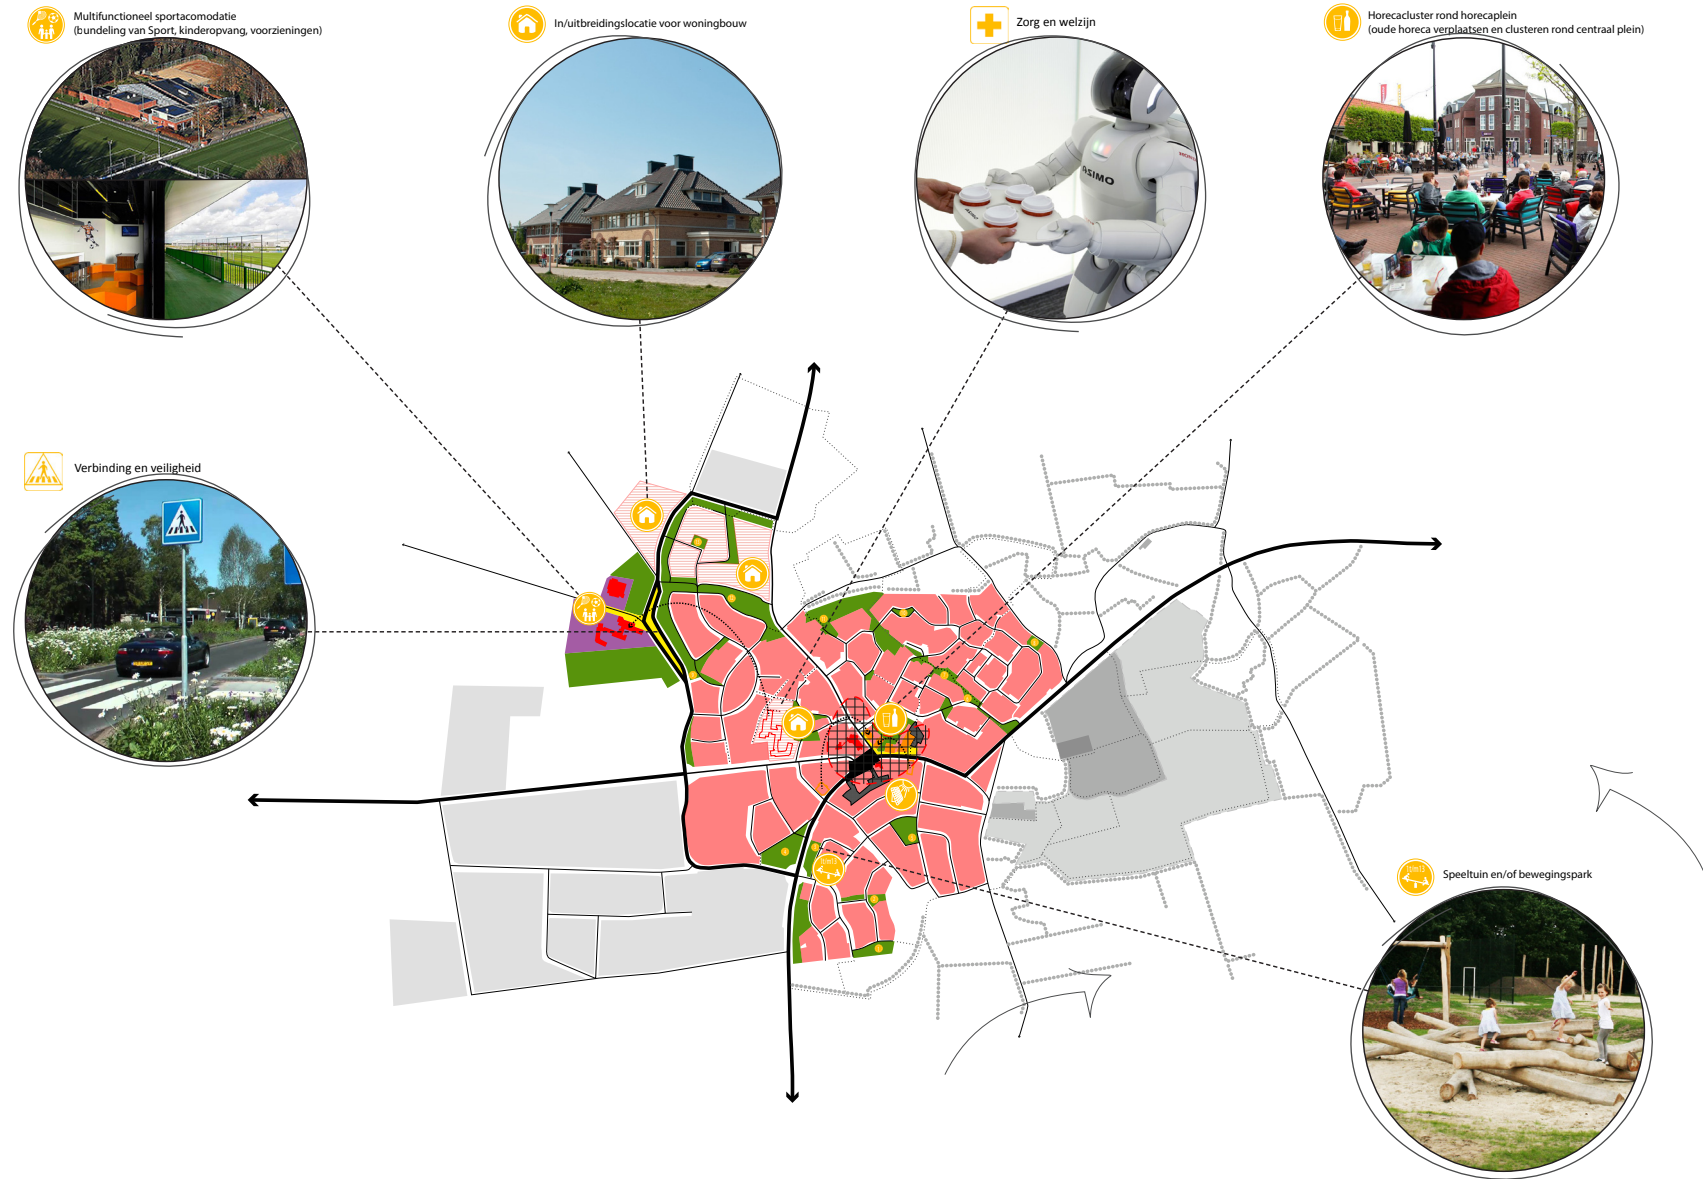 Multifunctioneel sportacomodatie
(bundeling van Sport, kinderopvang, voorzieningen)
In/uitbreidingslocatie voor woningbouw
Zorg en welzijn
Horecacluster rond horecaplein
(oude horeca verplaatsen en clusteren rond centraal plein)
ASIMO
HONDA
Verbinding en veiligheid
Speeltuin en/of bewegingspark